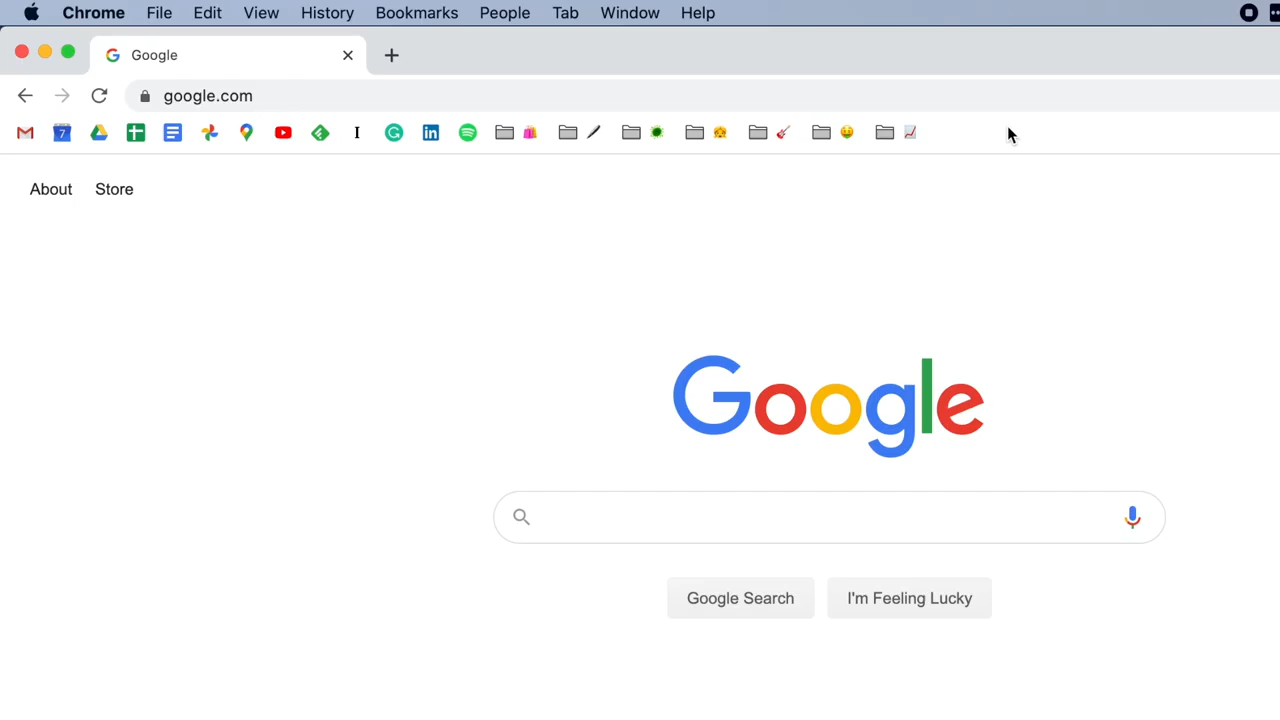 Chrome File Edit View History Bookmarks People Tab Window Help
Google
google.com
7
About Store
Google
Google Search I'm Feeling Lucky